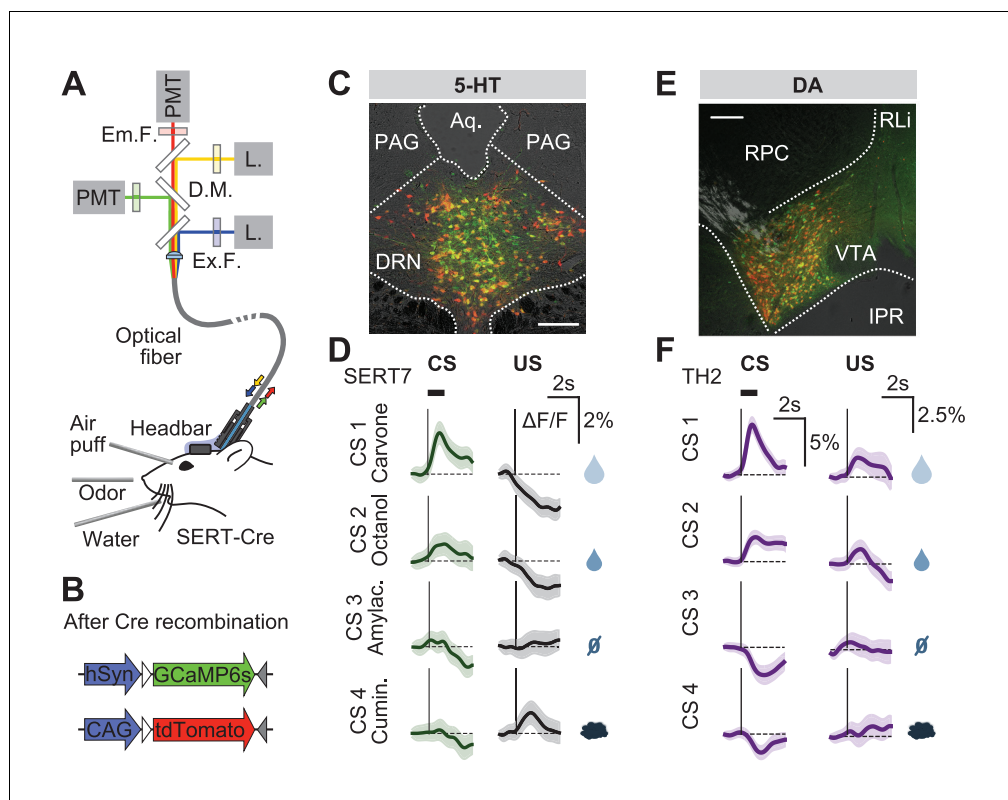 A
PMT
Em.F.
L.
D.M.
PMT
L.
Ex.F.
Optical
fiber
Air
puff
Headbar
Odor
Water
SERT-Cre
B
After Cre recombination
hSyn
GCaMP6s
CAG
tdTomato
C
5-HT
Aq.
PAG
PAG
DRN
D
SERT7
CS
US
2s
ΔF/F
2%
CS 1
Carvone
CS 2
Octanol
CS 3
Amylac.
Ø
CS 4
Cumin.
E
DA
RLi
RPC
VTA
IPR
F
TH2
CS
US
2s
2.5%
2s
5%
CS 1
CS 2
CS 3
Ø
CS 4